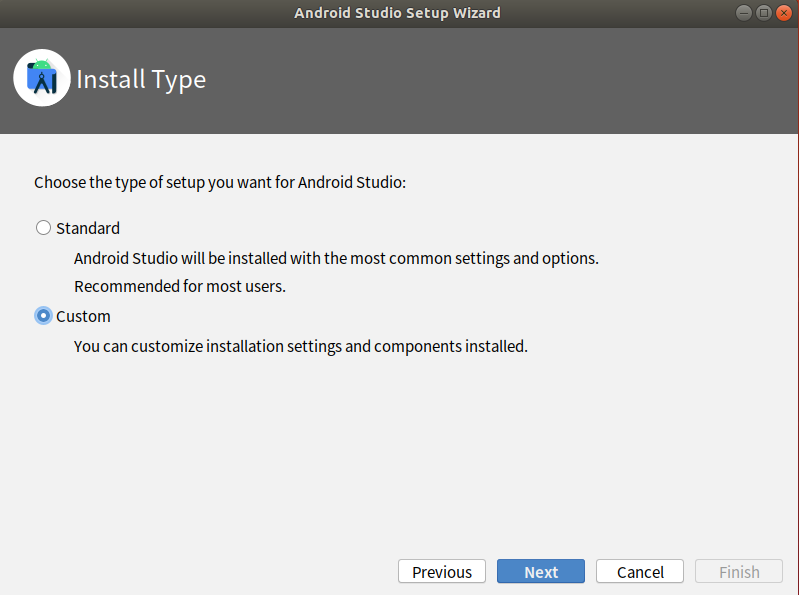 Android Studio Setup Wizard
Install Type
Choose the type of setup you want for Android Studio:
Standard
Android Studio will be installed with the most common settings and options.
Recommended for most users.
Custom
You can customize installation settings and components installed.
Previous Next Cancel Finish